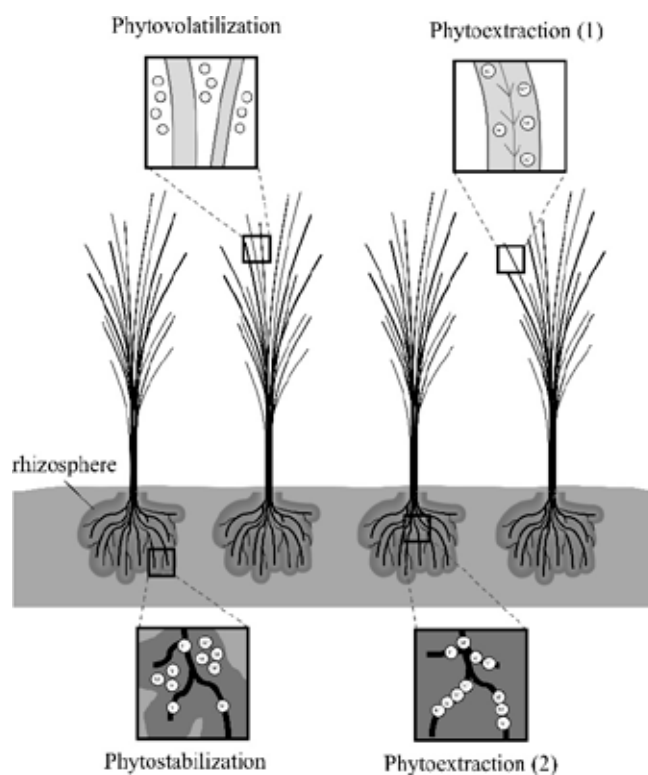 Phytovolatilization
Phytoextraction (1)
rhizosphere
Phytostabilization
Phytoextraction (2)